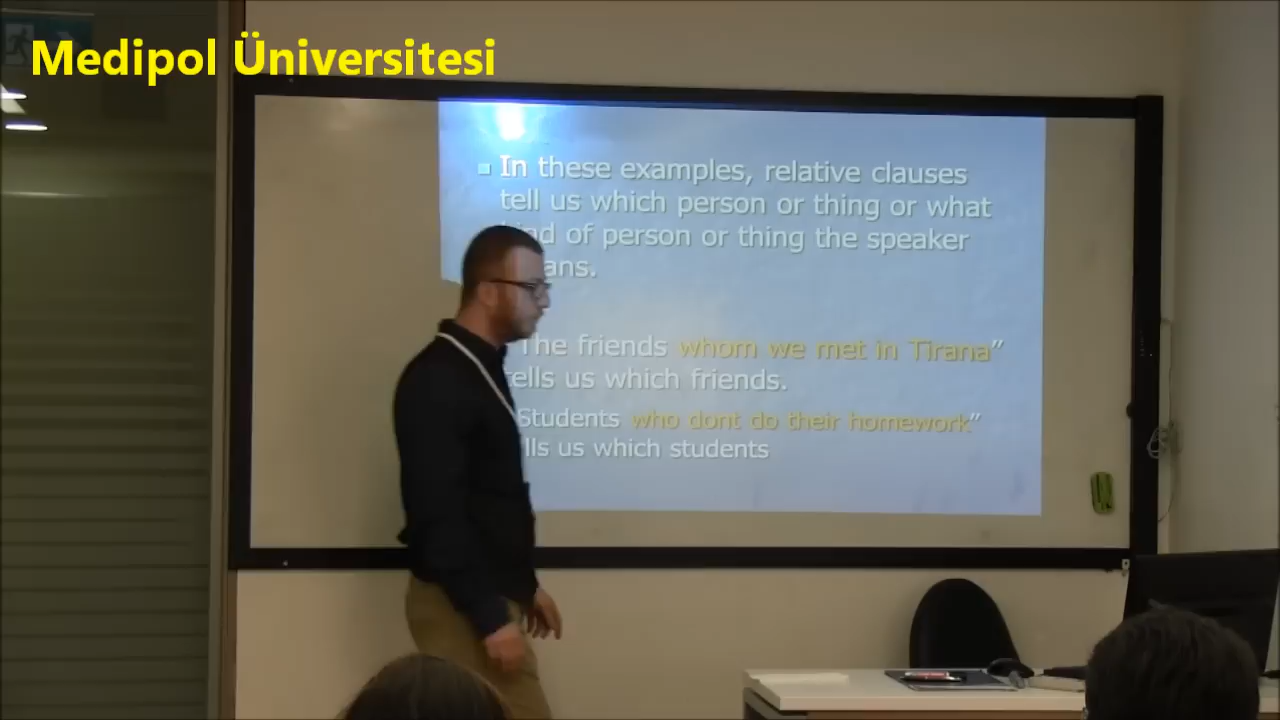 Medipol Üniversitesi
In these examples, relative clauses
tell us which person or thing or what
of person or thing the speaker
The friends whom we met in Tirana”
tells us which friends.
Students who dont do their homework”
us which students